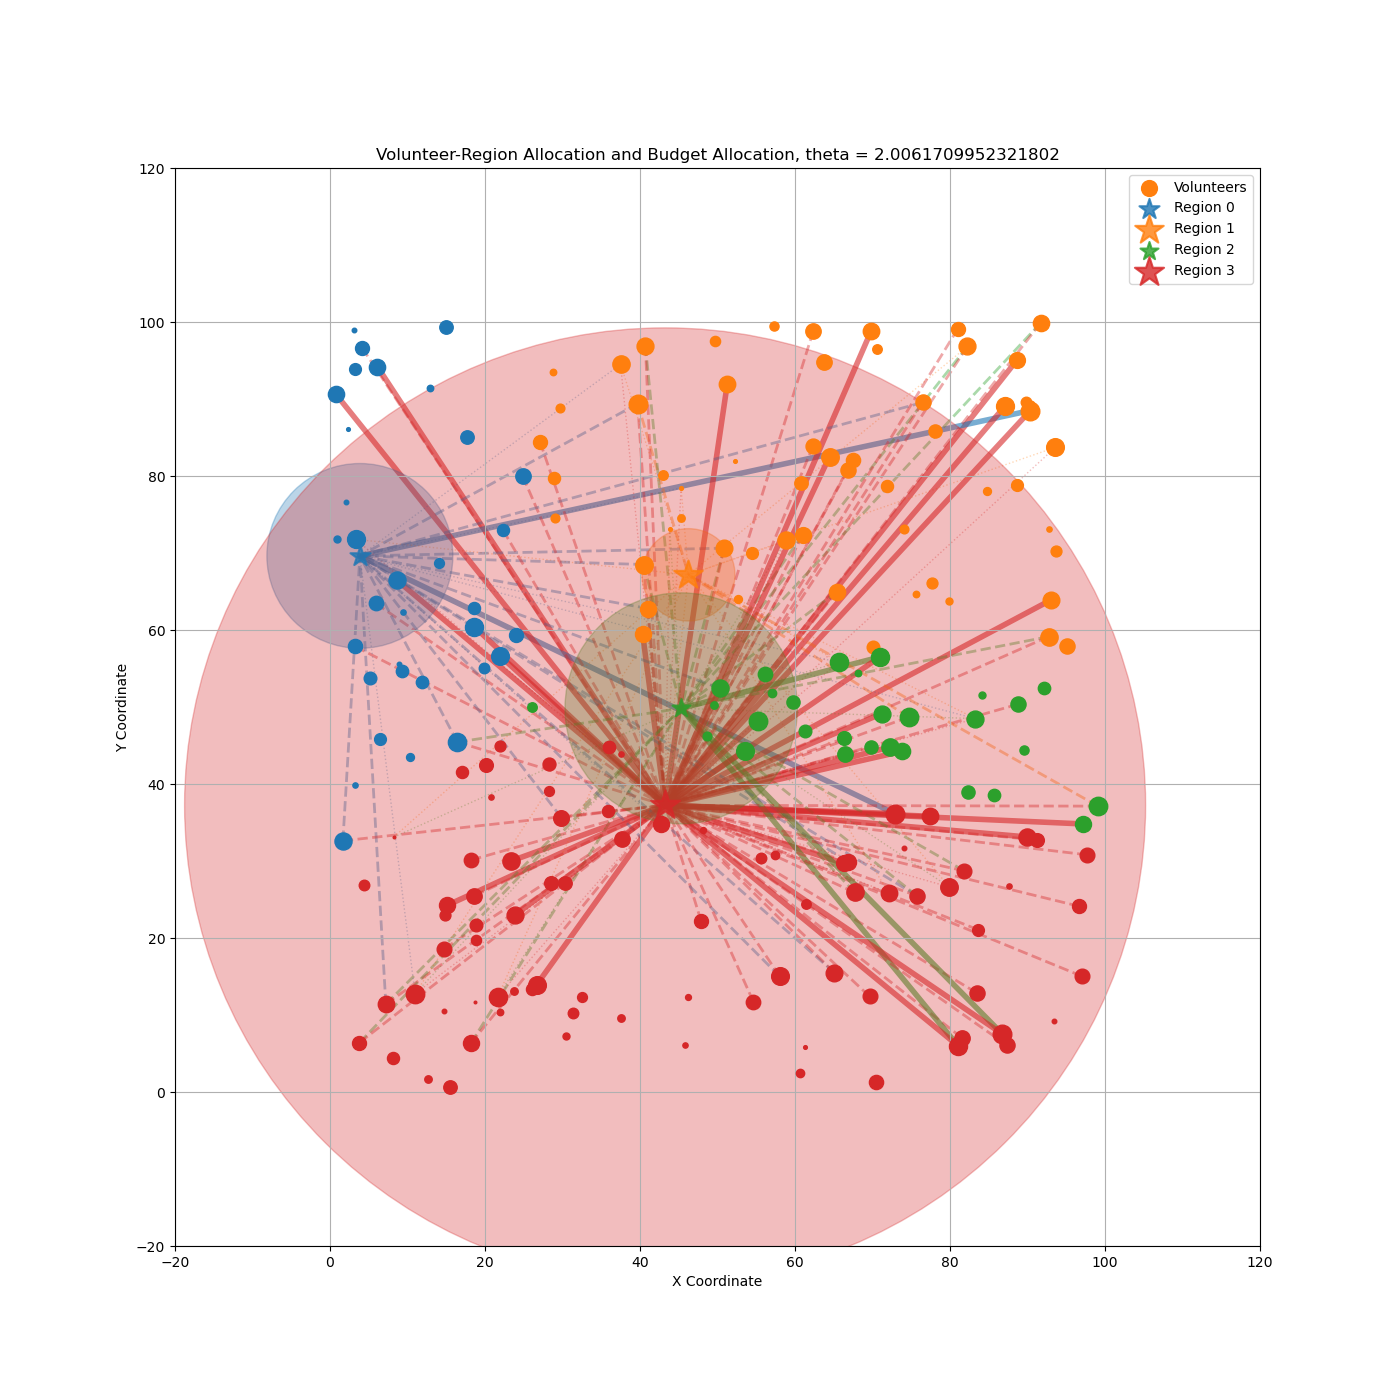 Volunteer-Region Allocation and Budget Allocation, theta = 2.0061709952321802
120
100
80
60
40
20
0
−20
Y Coordinate
Volunteers
Region 0
Region 1
Region 2
Region 3
−20 0 20 40 60 80 100 120
X Coordinate